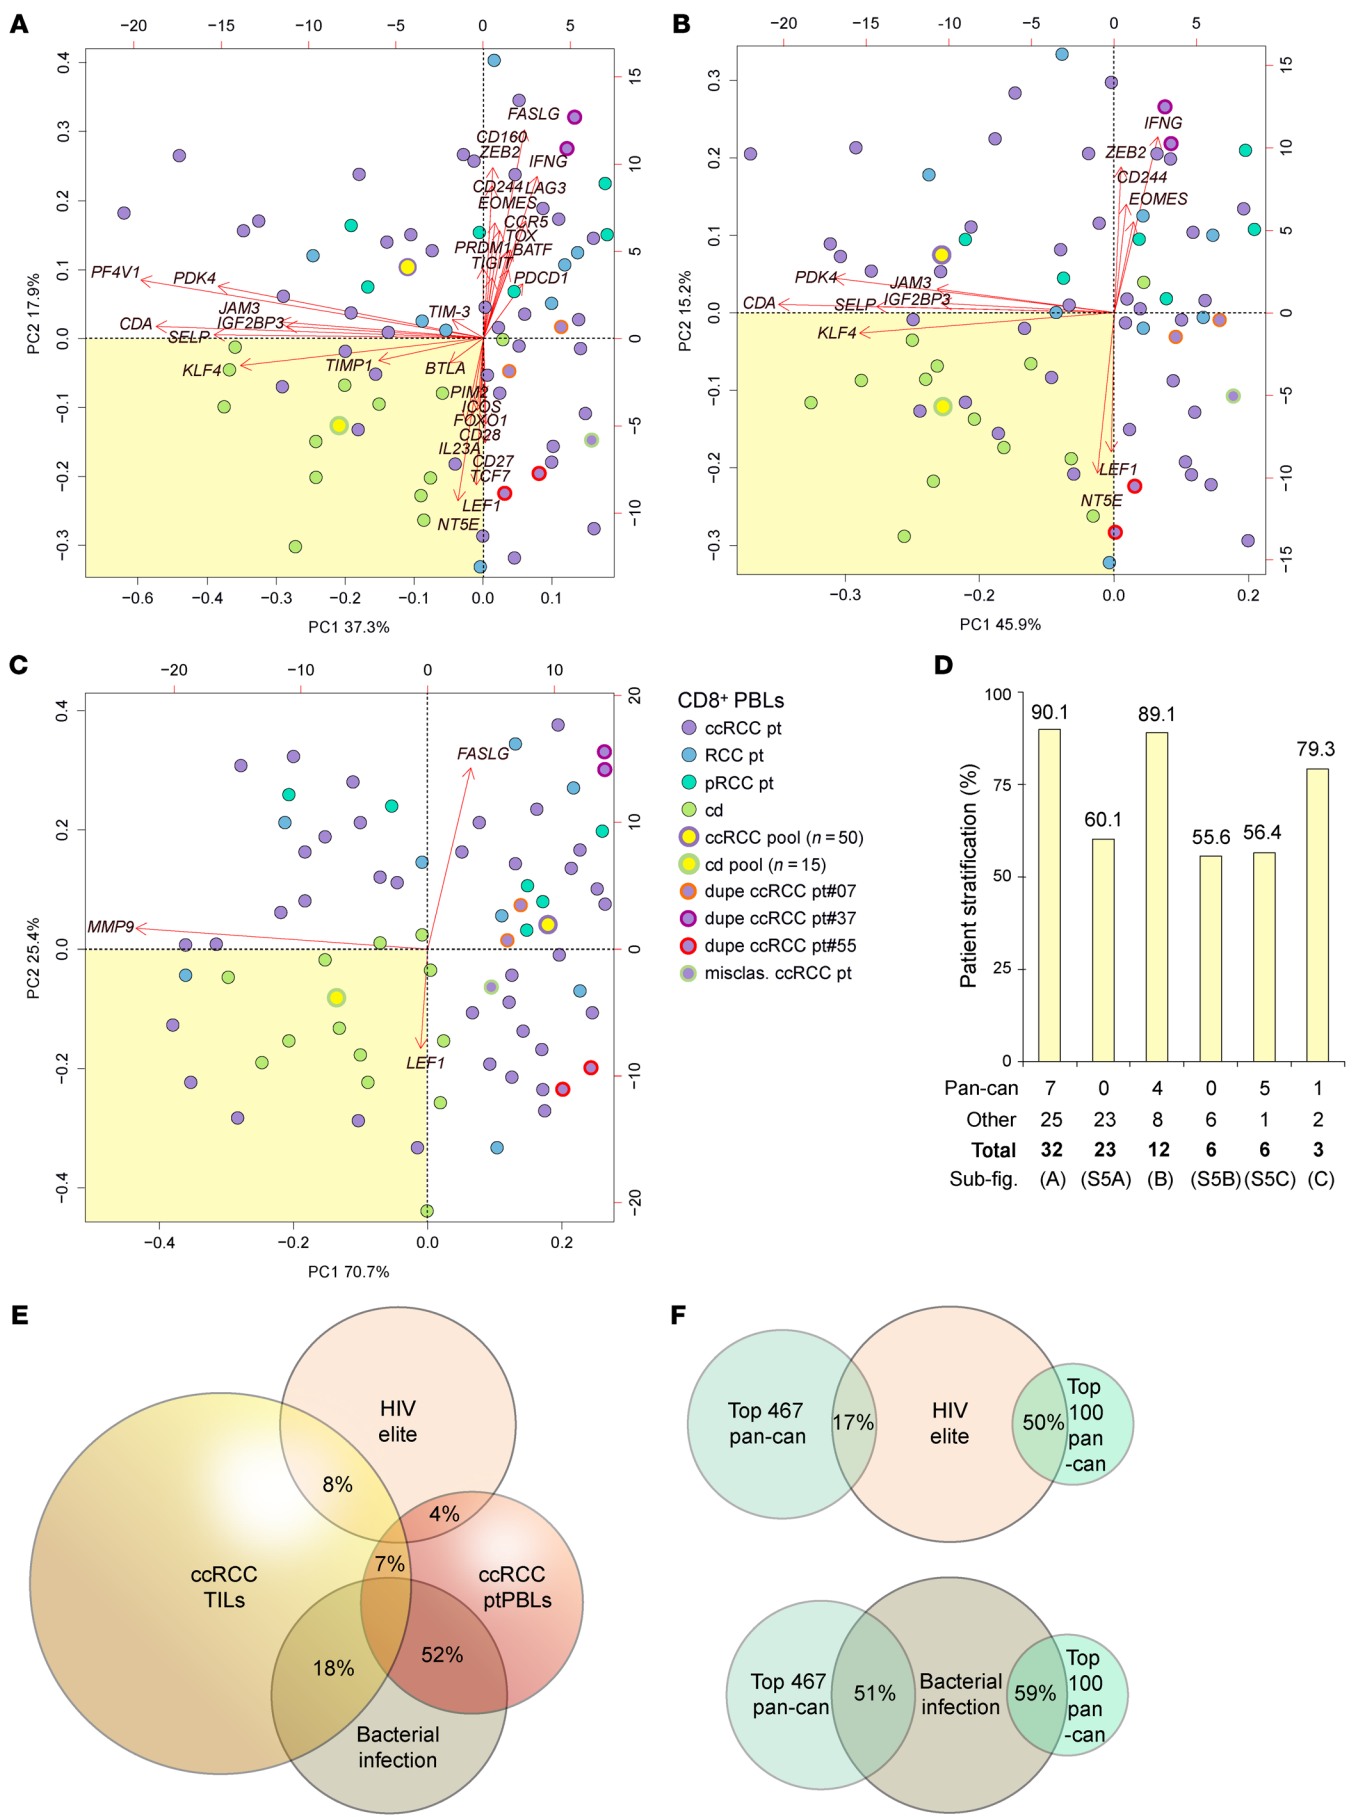 A
−20 −15 −10 −5 0 5
0.4
0.3
0.2
0.1
0.0
−0.1
−0.2
−0.3
PC2 17.9%
15
10
5
0
−5
−10
FASLG
CD160
ZEB2
IFNG
CD244
LAG3
EOMES
CCR5
TOX
PRDM1
BATF
TIGIT
PDCD1
PF4V1
PDK4
JAM3
TIM-3
CDA
IGF2BP3
SELP
KLF4
TIMP1
BTLA
PIM2
ICOS
FOXO1
CD28
IL23A
CD27
TCF7
LEF1
NT5E
−0.6 −0.4 −0.3 −0.2 −0.1 0.0 0.1
PC1 37.3%
B
−20 −15 −10 −5 0 5
0.3
0.2
0.1
0.0
−0.1
−0.2
−0.3
PC2 15.2%
15
10
5
0
−5
−10
−15
IFNG
ZEB2
CD244
EOMES
PDK4
JAM3
CDA
SELP
IGF2BP3
KLF4
LEF1
NT5E
−0.3 −0.2 −0.1 0.0 0.2
PC1 45.9%
C
−20 −10 0 10
0.4
0.2
0.0
−0.2
−0.4
PC2 25.4%
20
10
0
−10
−20
FASLG
MMP9
LEF1
−0.4 −0.2 0.0 0.2
PC1 70.7%
CD8+ PBLs
ccRCC pt
RCC pt
pRCC pt
cd
ccRCC pool (n = 50)
cd pool (n = 15)
dupe ccRCC pt#07
dupe ccRCC pt#37
dupe ccRCC pt#55
misclas. ccRCC pt
D
Patient stratification (%)
100
75
50
25
0
90.1
60.1
89.1
55.6
56.4
79.3
Pan-can 7 0 4 0 5 1
Other 25 23 8 6 1 2
Total 32 23 12 6 6 3
Sub-fig. (A) (S5A) (B) (S5B) (S5C) (C)
E
HIV
elite
8%
4%
7%
ccRCC
TILs
ccRCC
ptPBLs
18%
52%
Bacterial
infection
F
Top 467
pan-can
17%
HIV
elite
50%
Top
100
pan
-can
Top 467
pan-can
51%
Bacterial
infection
59%
Top
100
pan
-can